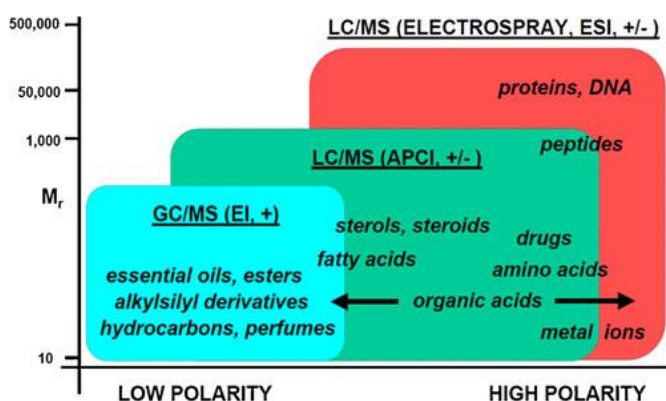 500,000
LC/MS (ELECTROSPRAY, ESI, +/-)
50,000
proteins, DNA
1,000
peptides
LC/MS (APCI, +/-)
Mr
GC/MS (EI, +)
sterols, steroids
drugs
fatty acids
amino acids
essential oils, esters
alkylsilyl derivatives
organic acids
hydrocarbons, perfumes
metal ions
10
LOW POLARITY
HIGH POLARITY